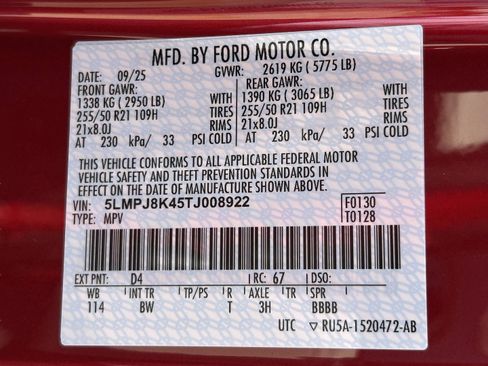 MFD. BY FORD MOTOR CO.
DATE: 09/25 GVWR: 2619 KG ( 5775 LB)
FRONT GAWR: REAR GAWR:
1338 KG ( 2950 LB) WITH 1390 KG ( 3065 LB) WITH
255/50 R21 109H TIRES 255/50 R21 109H TIRES
21x8.0J RIMS 21x8.0J RIMS
AT 230 kPa/ 33 PSI COLD AT 230 kPa/ 33 PSI COLD
THIS VEHICLE CONFORMS TO ALL APPLICABLE FEDERAL MOTOR
VEHICLE SAFETY AND THEFT PREVENTION STANDARDS IN
EFFECT ON THE DATE OF MANUFACTURE SHOWN ABOVE.
VIN: 5LMPJ8K45TJ008922 F0130
TYPE: MPV T0128
EXT PNT: D4 RC: 67 DSO:
WB INT TR TP/PS R AXLE TR SPR
114 BW T 3H BBBB
UTC ▽ RU5A-1520472-AB